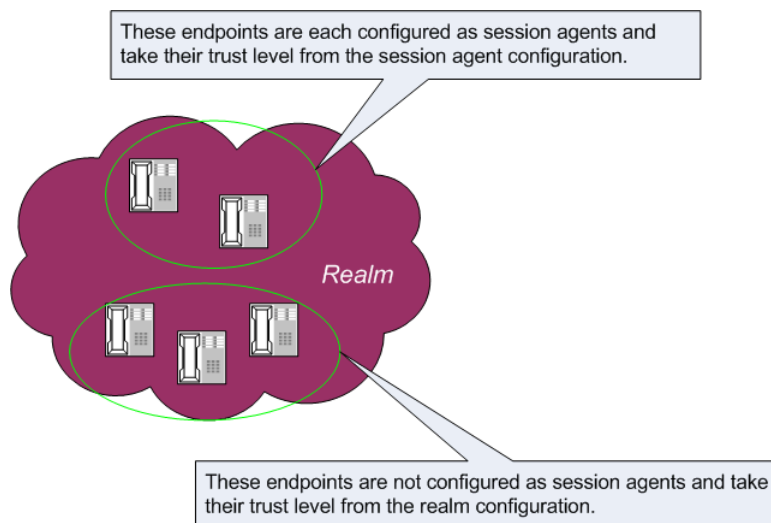 These endpoints are each configured as session agents and
take their trust level from the session agent configuration.
Realm
These endpoints are not configured as session agents and take
their trust level from the realm configuration.